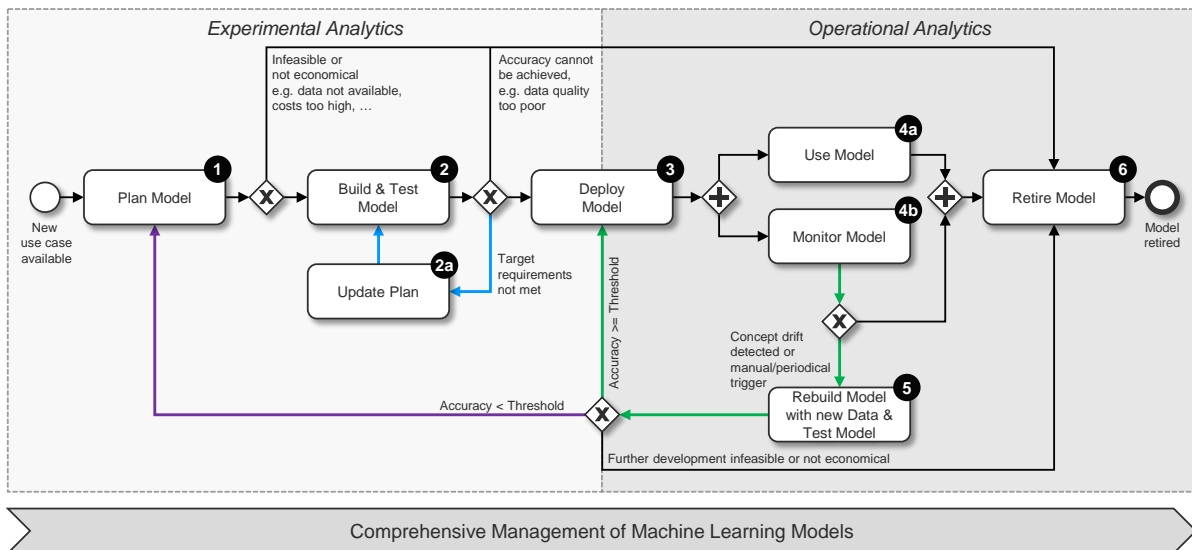 Experimental Analytics
Operational Analytics
Infeasible or
not economical
e.g. data not available,
costs too high, …
Accuracy cannot
be achieved,
e.g. data quality
too poor
New
use case
available
1
Plan Model
X
2
Build & Test
Model
X
3
Deploy
Model
4a
Use Model
4b
Monitor Model
6
Retire Model
Model
retired
2a
Update Plan
Target
requirements
not met
Accuracy >= Threshold
X
Concept drift
detected or
manual/periodical
trigger
5
Rebuild Model
with new Data &
Test Model
Accuracy < Threshold
X
Further development infeasible or not economical
Comprehensive Management of Machine Learning Models